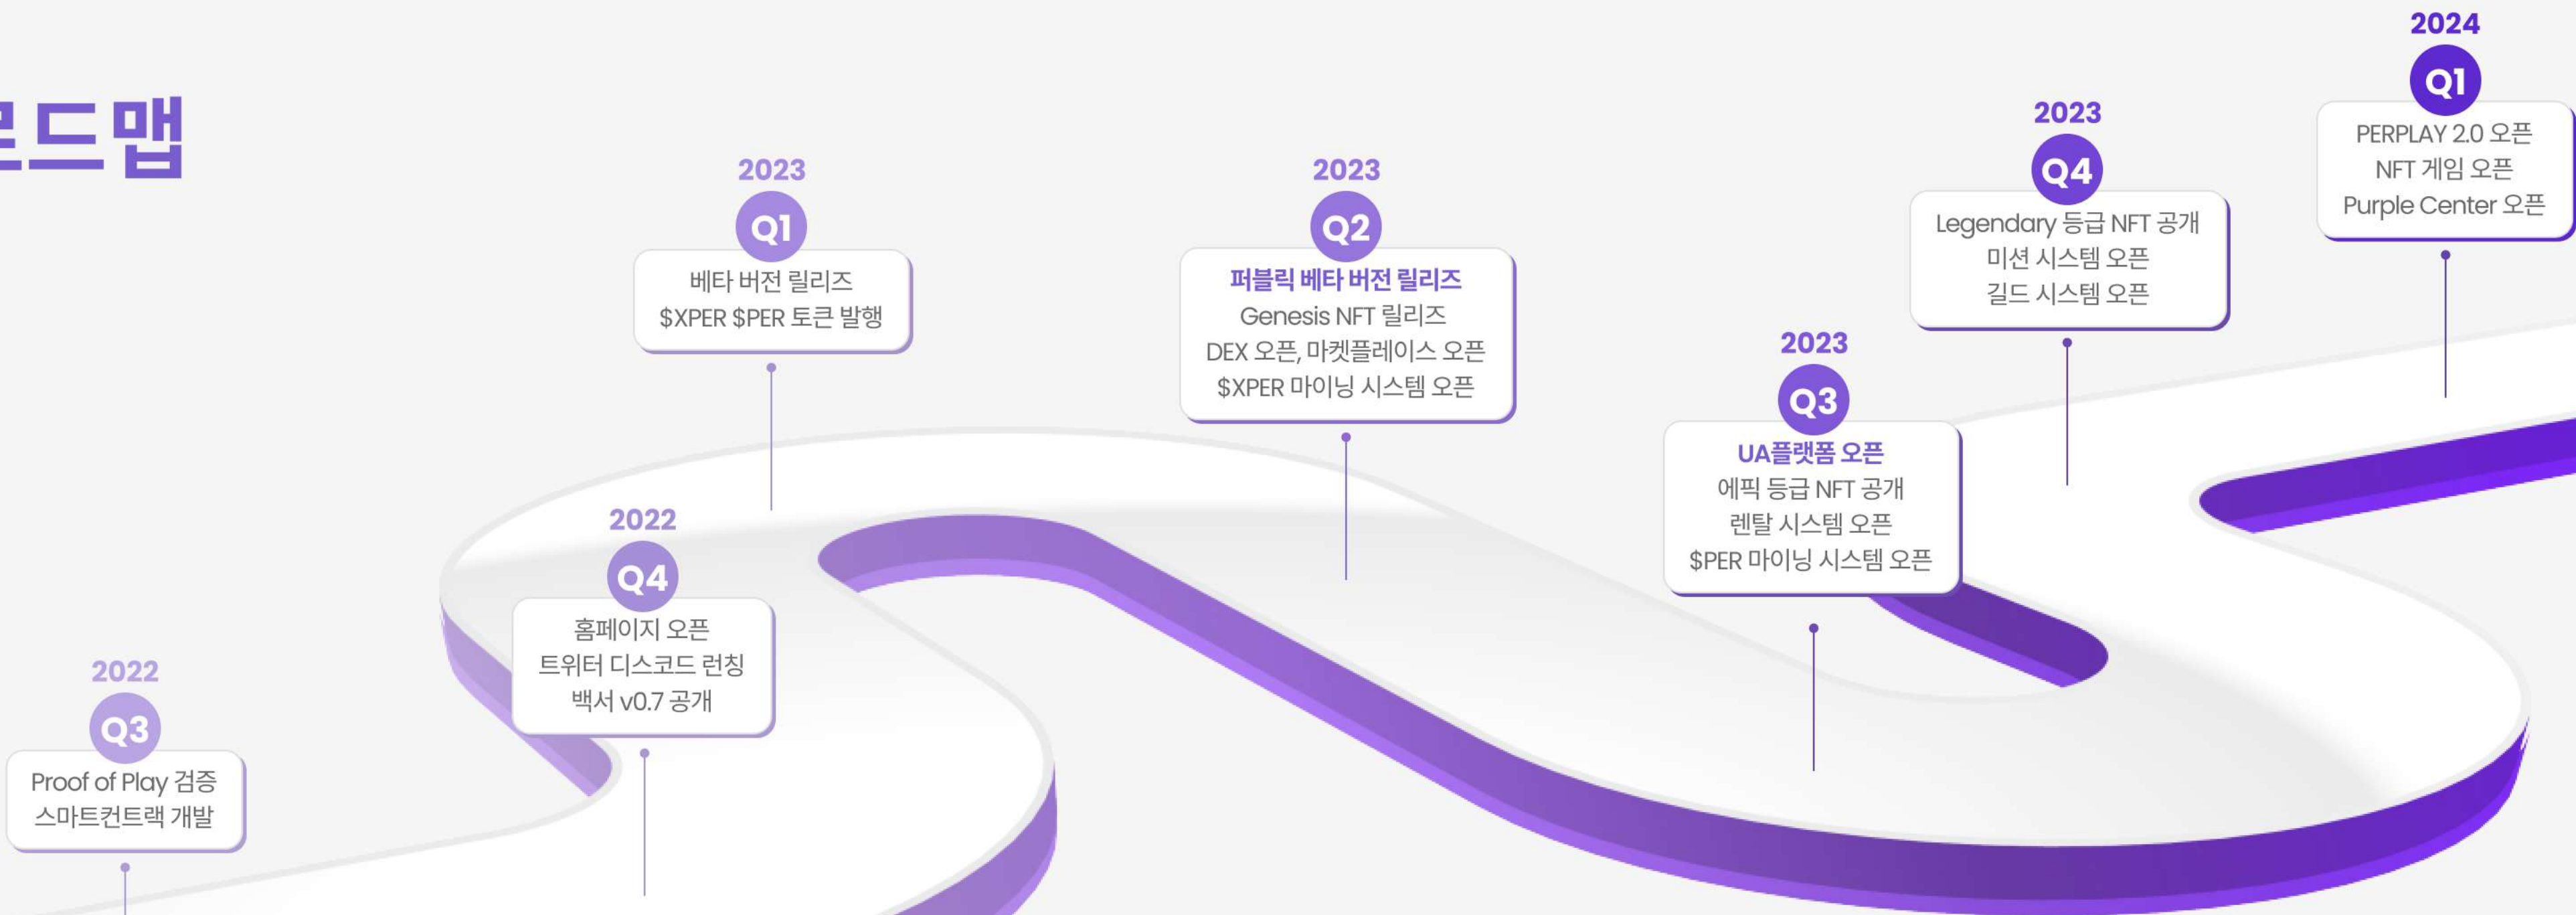 로드맵
2022
Q3
Proof of Play 검증
스마트컨트랙 개발
2022
Q4
홈페이지 오픈
트위터 디스코드 런칭
백서 v0.7 공개
2023
Q1
베타 버전 릴리즈
$XPER $PER 토큰 발행
2023
Q2
퍼블릭 베타 버전 릴리즈
Genesis NFT 릴리즈
DEX 오픈, 마켓플레이스 오픈
$XPER 마이닝 시스템 오픈
2023
Q3
UA플랫폼 오픈
에픽 등급 NFT 공개
렌탈 시스템 오픈
$PER 마이닝 시스템 오픈
2023
Q4
Legendary 등급 NFT 공개
미션 시스템 오픈
길드 시스템 오픈
2024
Q1
PERPLAY 2.0 오픈
NFT 게임 오픈
Purple Center 오픈